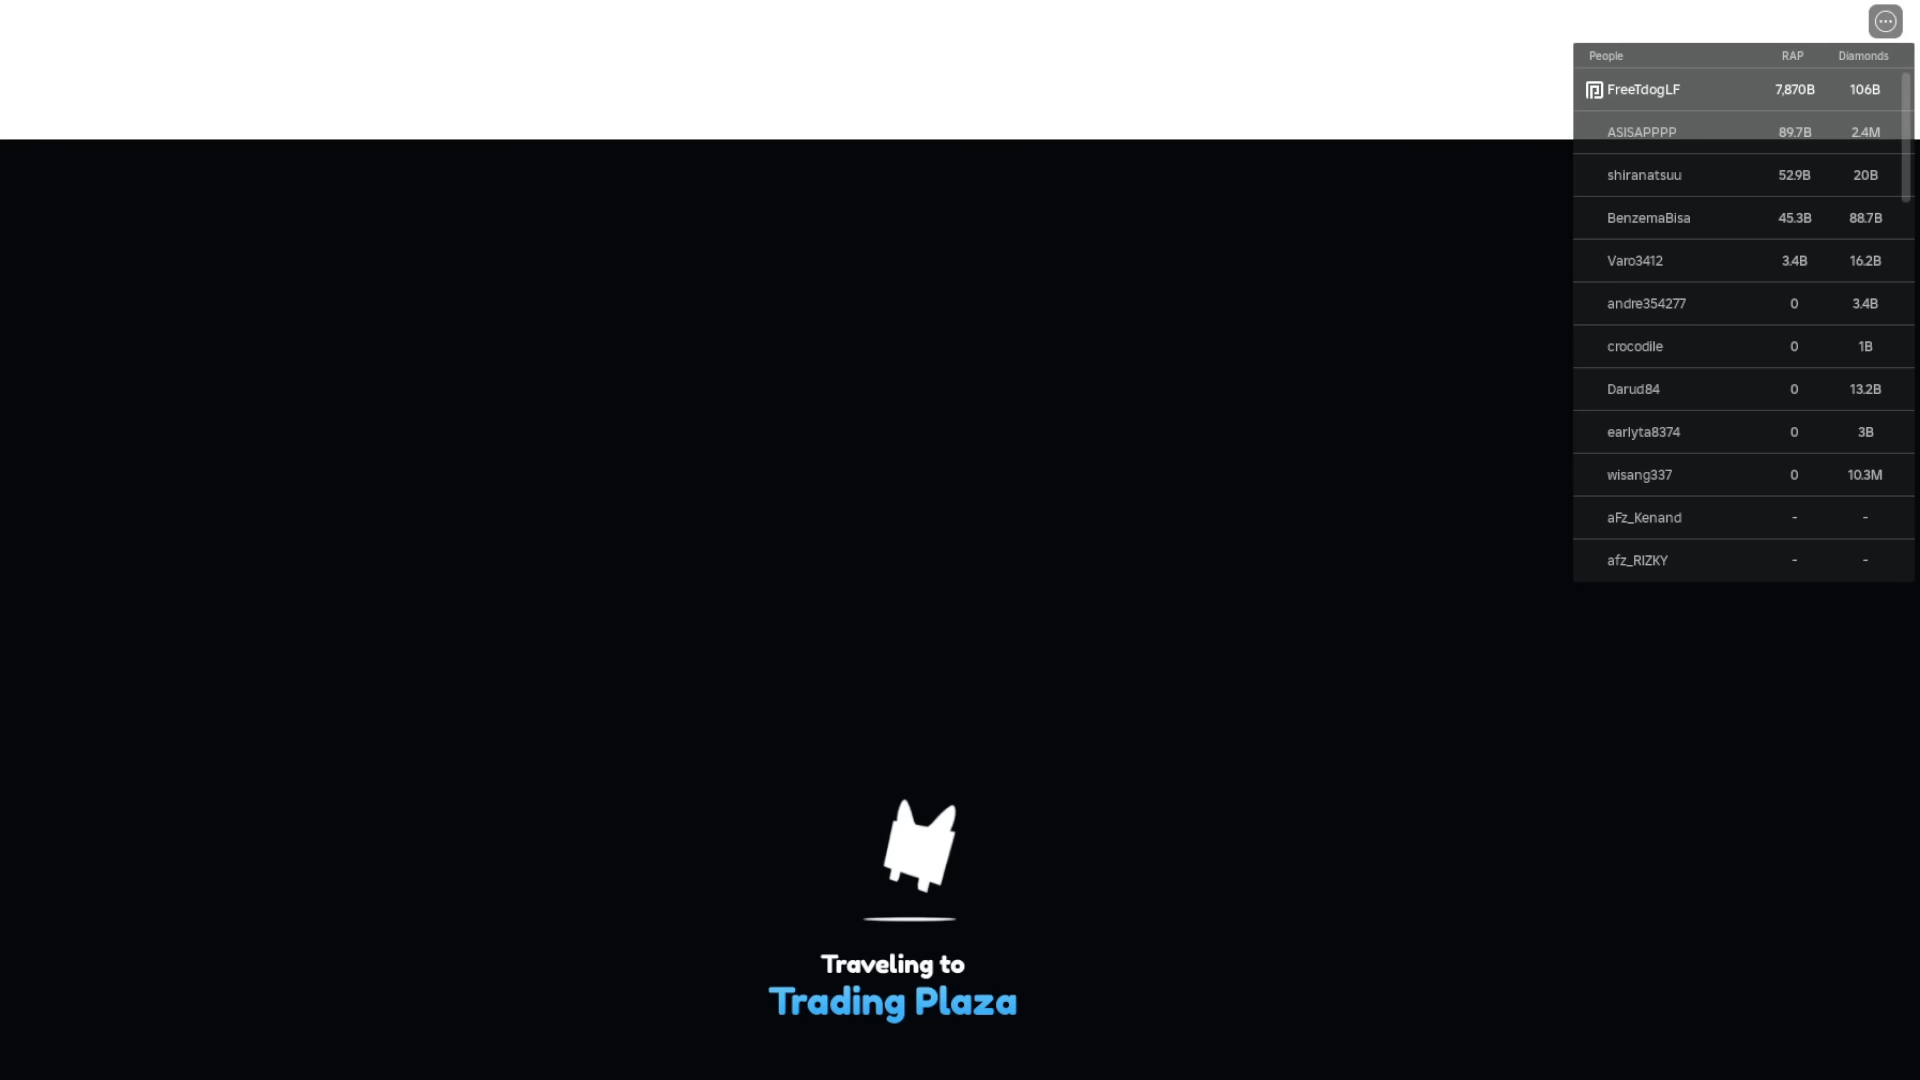 People RAP Diamonds
FreeTdogLF 7,870B 106B
ASISAPPPP 89.7B 2.4M
shiranatsuu 52.9B 20B
BenzemaBisa 45.3B 88.7B
Varo3412 3.4B 16.2B
andre354277 0 3.4B
crocodile 0 1B
Darud84 0 13.2B
earlyta8374 0 3B
wisang337 0 10.3M
aFz_Kenand - -
afz_RIZKY - -
Traveling to
Trading Plaza